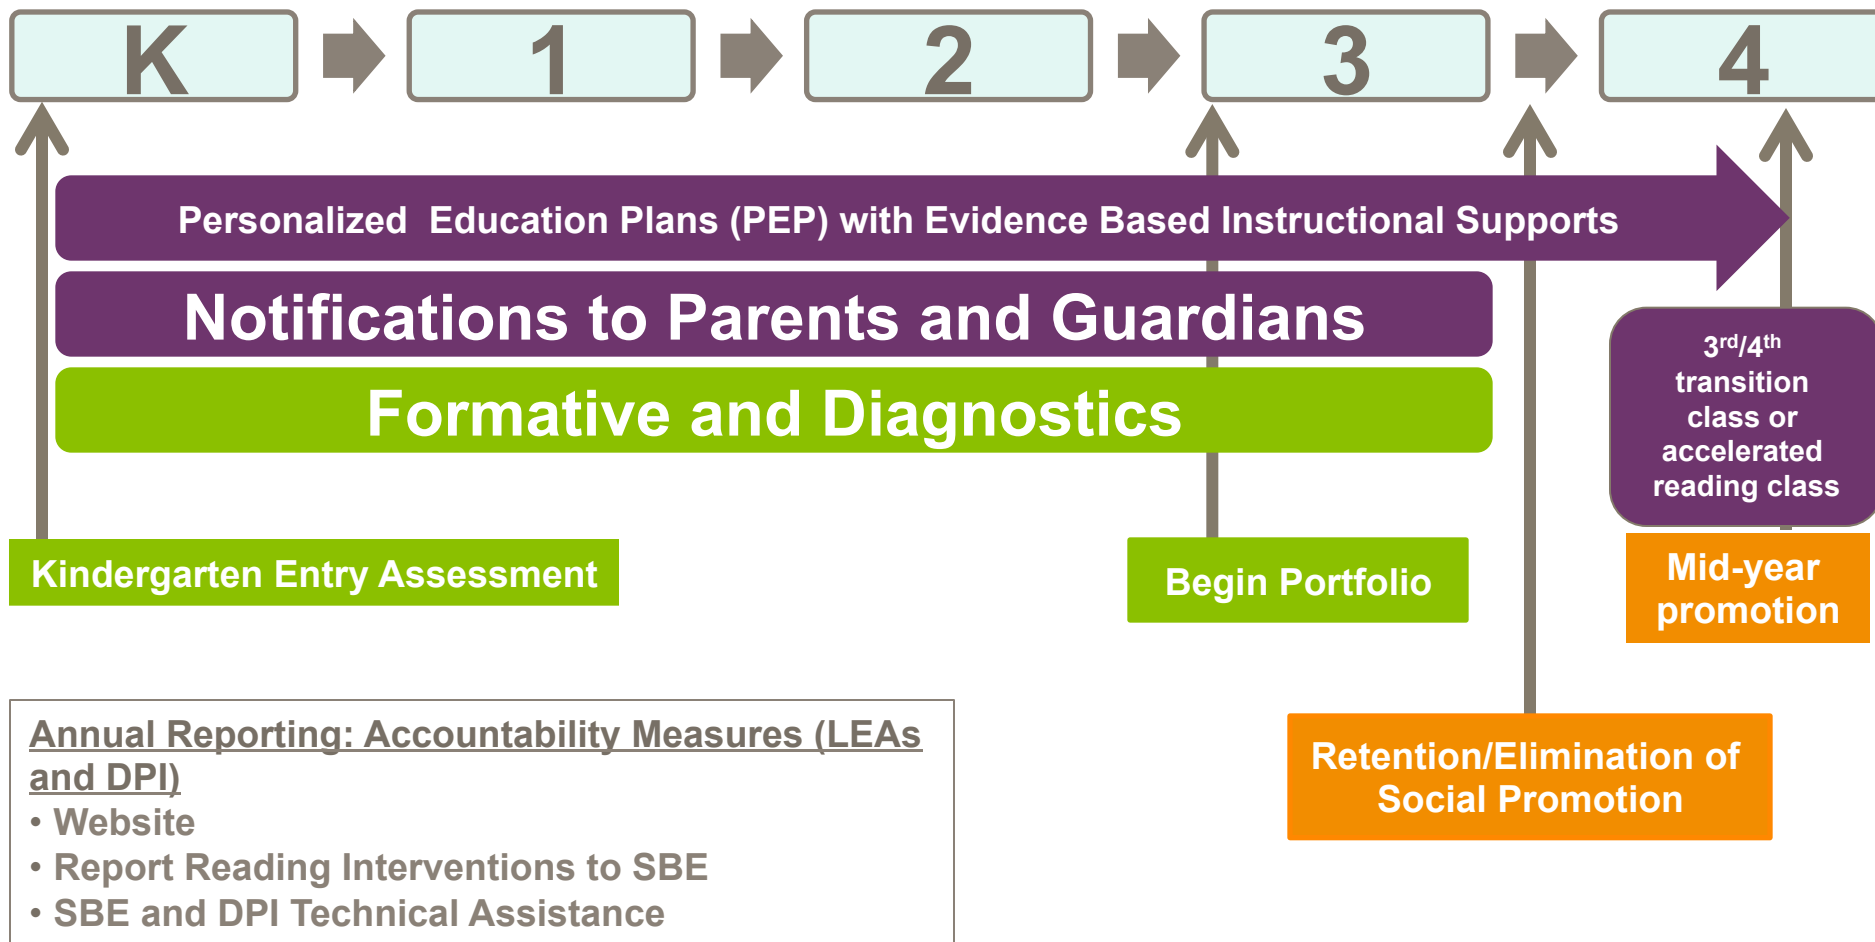 K
1
2
3
4
Personalized Education Plans (PEP) with Evidence Based Instructional Supports
Notifications to Parents and Guardians
Formative and Diagnostics
3rd/4th
transition
class or
accelerated
reading class
Kindergarten Entry Assessment
Begin Portfolio
Mid-year
promotion
Retention/Elimination of
Social Promotion
Annual Reporting: Accountability Measures (LEAs
and DPI)
• Website
• Report Reading Interventions to SBE
• SBE and DPI Technical Assistance